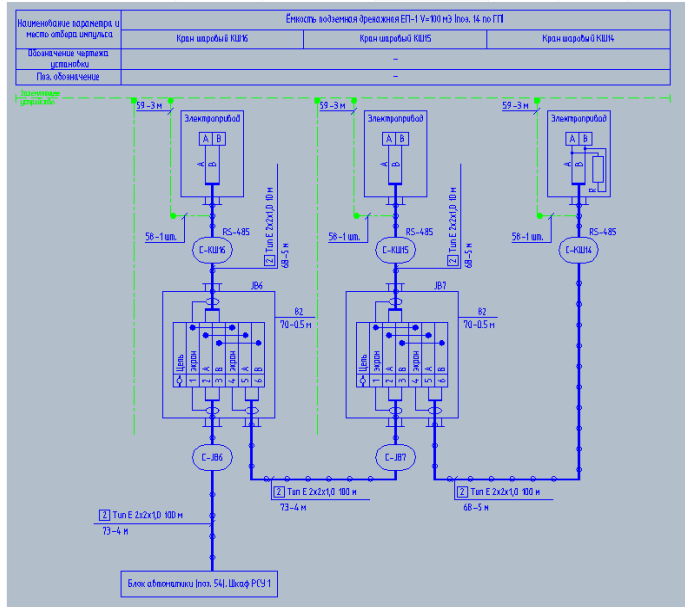 Наименование параметра и
место отбора импульса
Ёмкость подземная дренажная ЕП-1 V=100 м3 (поз. 14 по ГП)
Кран шаровый КШ16
Кран шаровый КШ15
Кран шаровый КШ14
Обозначение чертежа
установки
–
Поз. обозначение
–
Заземляющее
устройство
59-3 м
59-3 м
59-3 м
Электропривод
Электропривод
Электропривод
A B
A B
A B
A B
A B
A B
58-1 шт.
RS-485
58-1 шт.
RS-485
RS-485
С-КШ16
С-КШ15
С-КШ14
2 Тип Е 2х2х1,0 10 м
68-5 м
2 Тип Е 2х2х1,0 10 м
68-5 м
JB6
JB7
82
70-0.5 м
82
70-0.5 м
Цепь экран A B экран A B
1 2 3 4 5 6
Цепь экран A B экран A B
1 2 3 4 5 6
С-JB6
С-JB7
2 Тип Е 2х2х1,0 100 м
73-4 м
2 Тип Е 2х2х1,0 100 м
68-5 м
2 Тип Е 2х2х1,0 100 м
73-4 м
Блок автоматики (поз. 54). Шкаф РСУ 1